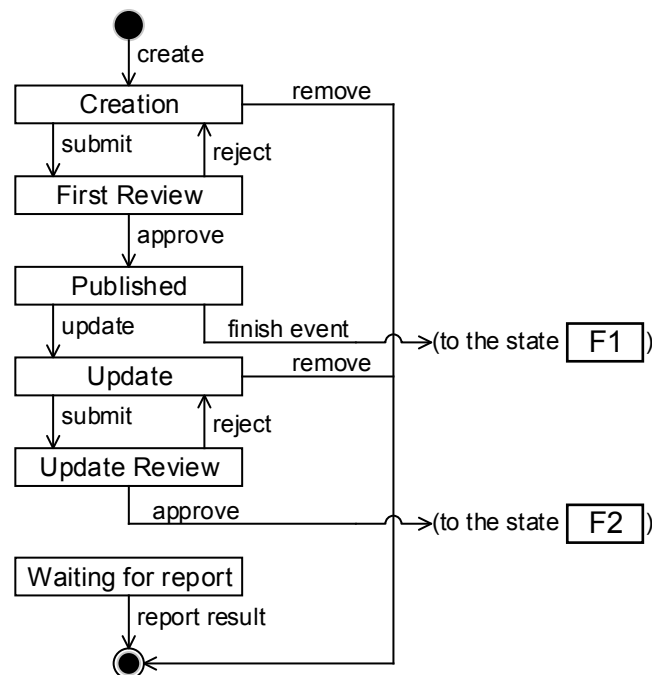 create
Creation
remove
submit
reject
First Review
approve
Published
update
finish event
(to the state F1 )
Update
remove
submit
reject
Update Review
approve
(to the state F2 )
Waiting for report
report result